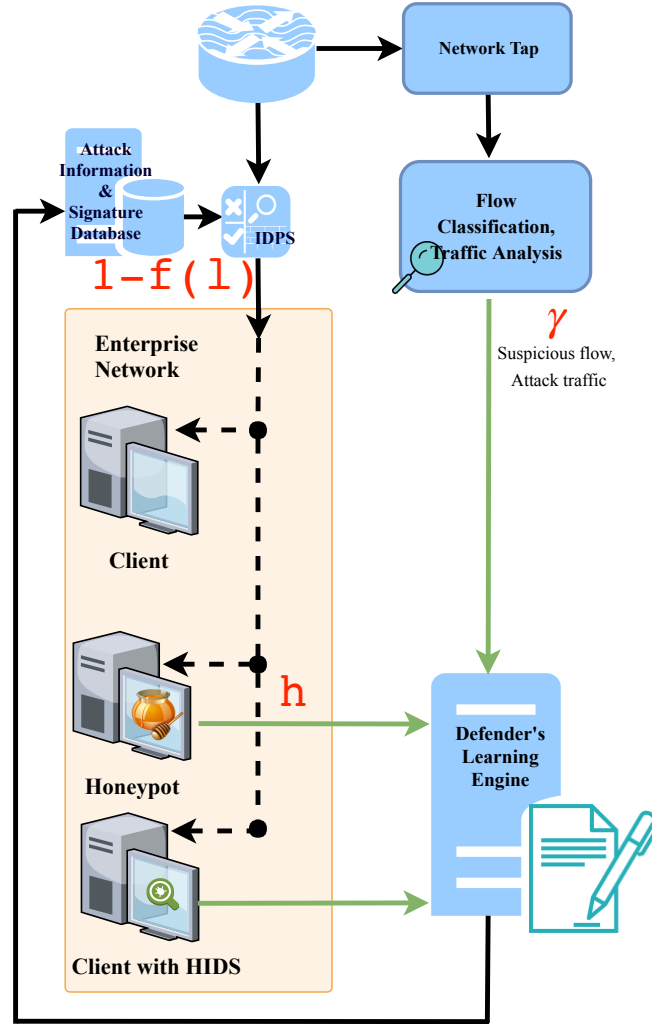 Network Tap
Attack
Information
&
Signature
Database
IDPS
Flow
Classification,
Traffic Analysis
1-f(l)
γ
Suspicious flow,
Attack traffic
Enterprise
Network
Client
h
Honeypot
Defender's
Learning
Engine
Client with HIDS